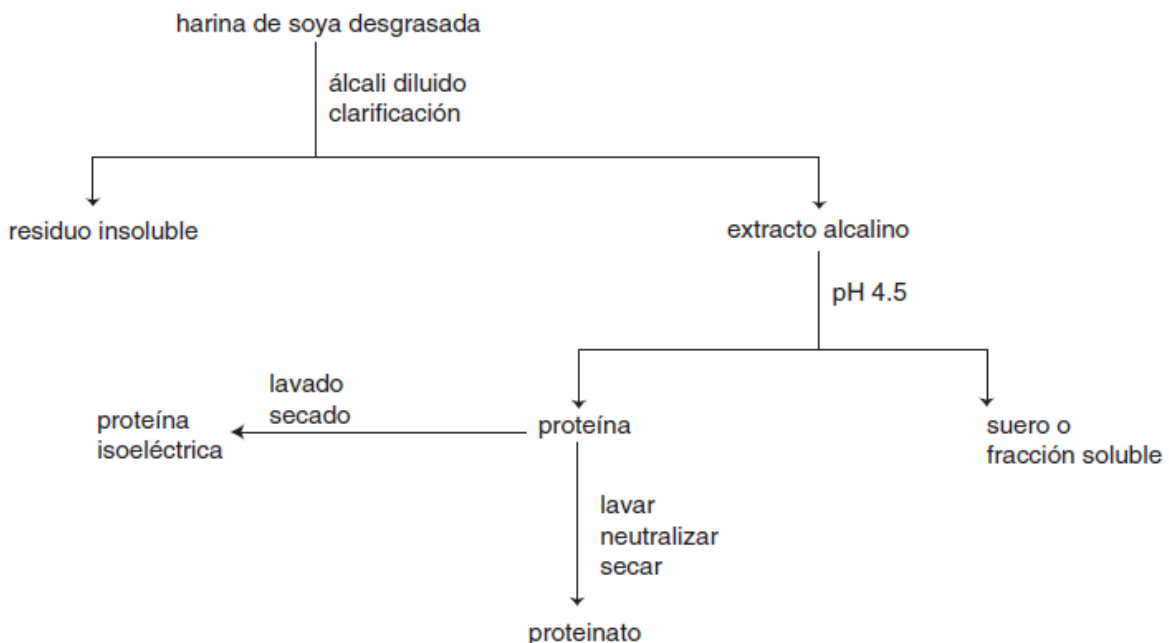 harina de soya desgrasada
álcali diluido
clarificación
residuo insoluble
extracto alcalino
pH 4.5
lavado
secado
proteína
isoeléctrica
proteína
suero o
fracción soluble
lavar
neutralizar
secar
proteinato